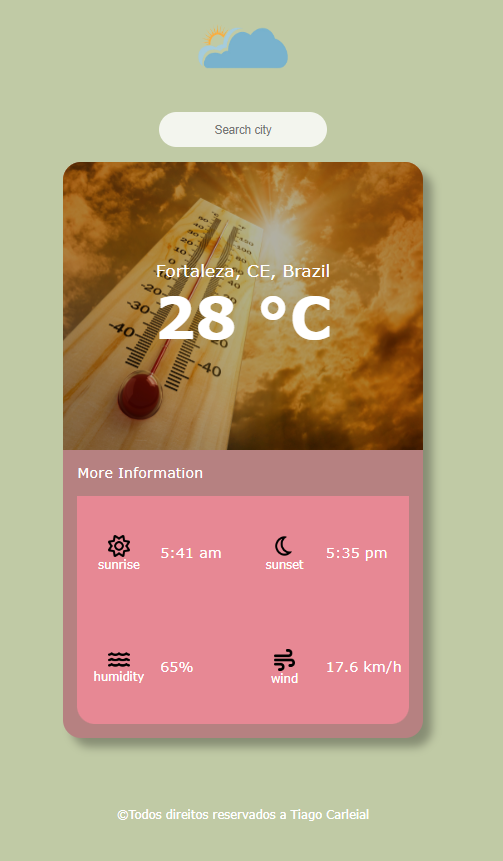 Search city
Fortaleza, CE, Brazil
28 °C
More Information
sunrise
5:41 am
sunset
5:35 pm
humidity
65%
wind
17.6 km/h
©Todos direitos reservados a Tiago Carleial